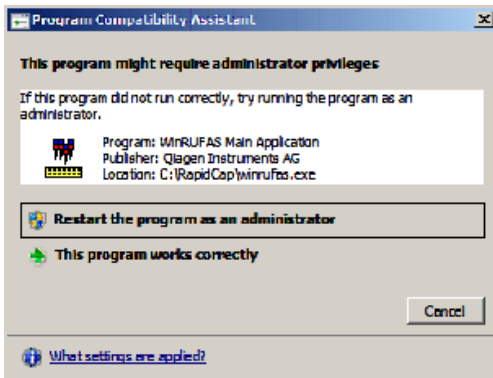 Program Compatibility Assistant
This program might require administrator privileges
If this program did not run correctly, try running the program as an
administrator.
Program: WinRUFAS Main Application
Publisher: Qiagen Instruments AG
Location: C:\RapidCap\winrufas.exe
Restart the program as an administrator
This program works correctly
Cancel
What settings are applied?